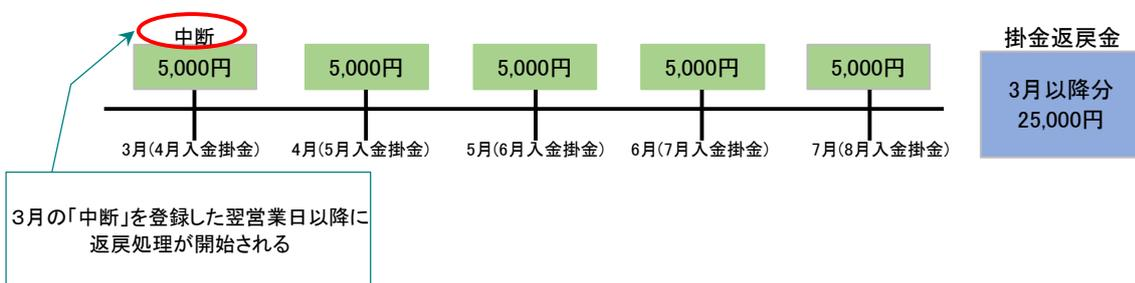 中断
掛金返戻金
5,000円
5,000円
5,000円
5,000円
5,000円
3月以降分
25,000円
3月(4月入金掛金)
4月(5月入金掛金)
5月(6月入金掛金)
6月(7月入金掛金)
7月(8月入金掛金)
3月の「中断」を登録した翌営業日以降に
返戻処理が開始される